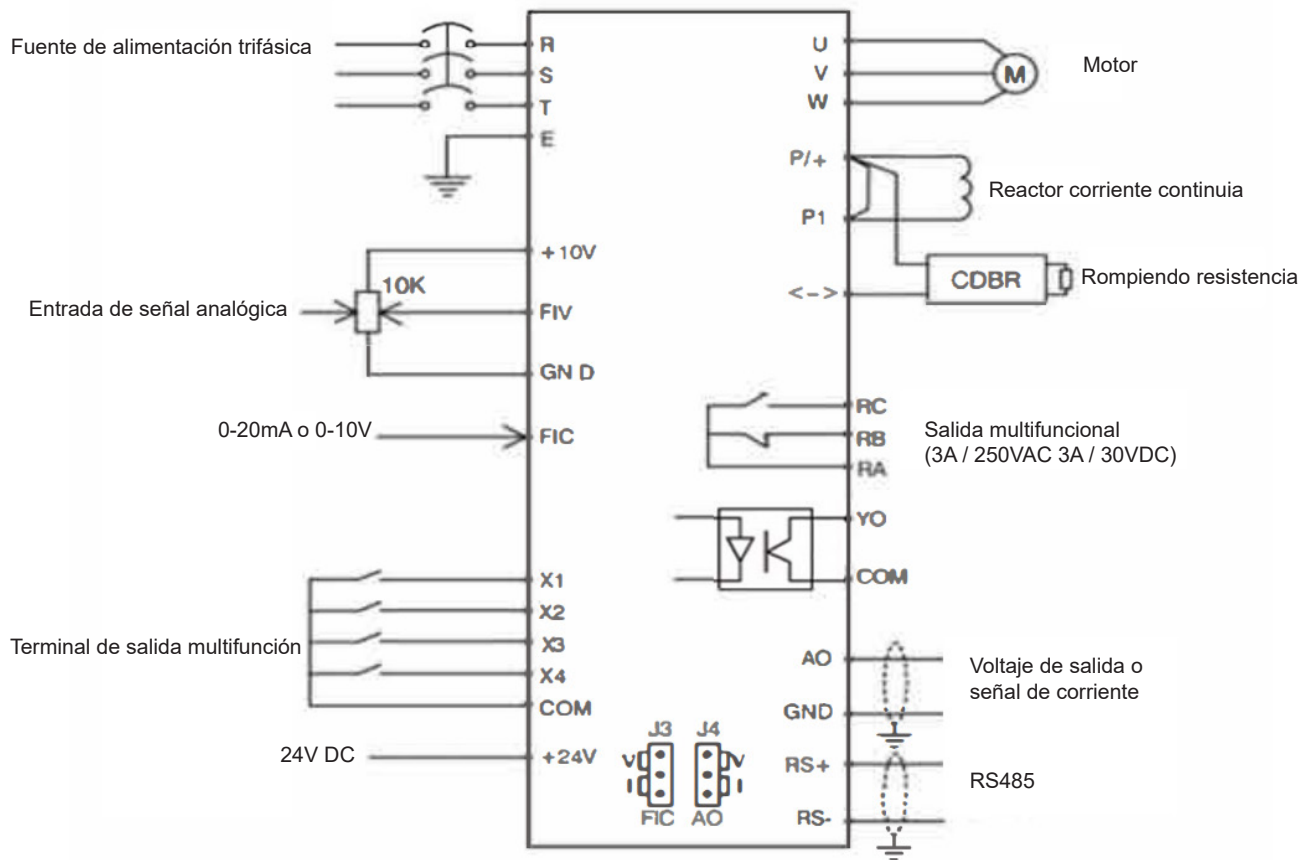 Fuente de alimentación trifásica
R
S
T
E
U
V
W
M
Motor
P/+
P1
Reactor corriente continuia
<->
CDBR
Rompiendo resistencia
+10V
10K
Entrada de señal analógica
FIV
GN D
0-20mA o 0-10V
FIC
RC
RB
RA
Salida multifuncional
(3A / 250VAC 3A / 30VDC)
YO
COM
X1
X2
X3
X4
COM
Terminal de salida multifunción
24V DC
+24V
J3 J4
V V
I I
FIC AO
AO
GND
Voltaje de salida o
señal de corriente
RS+
RS-
RS485